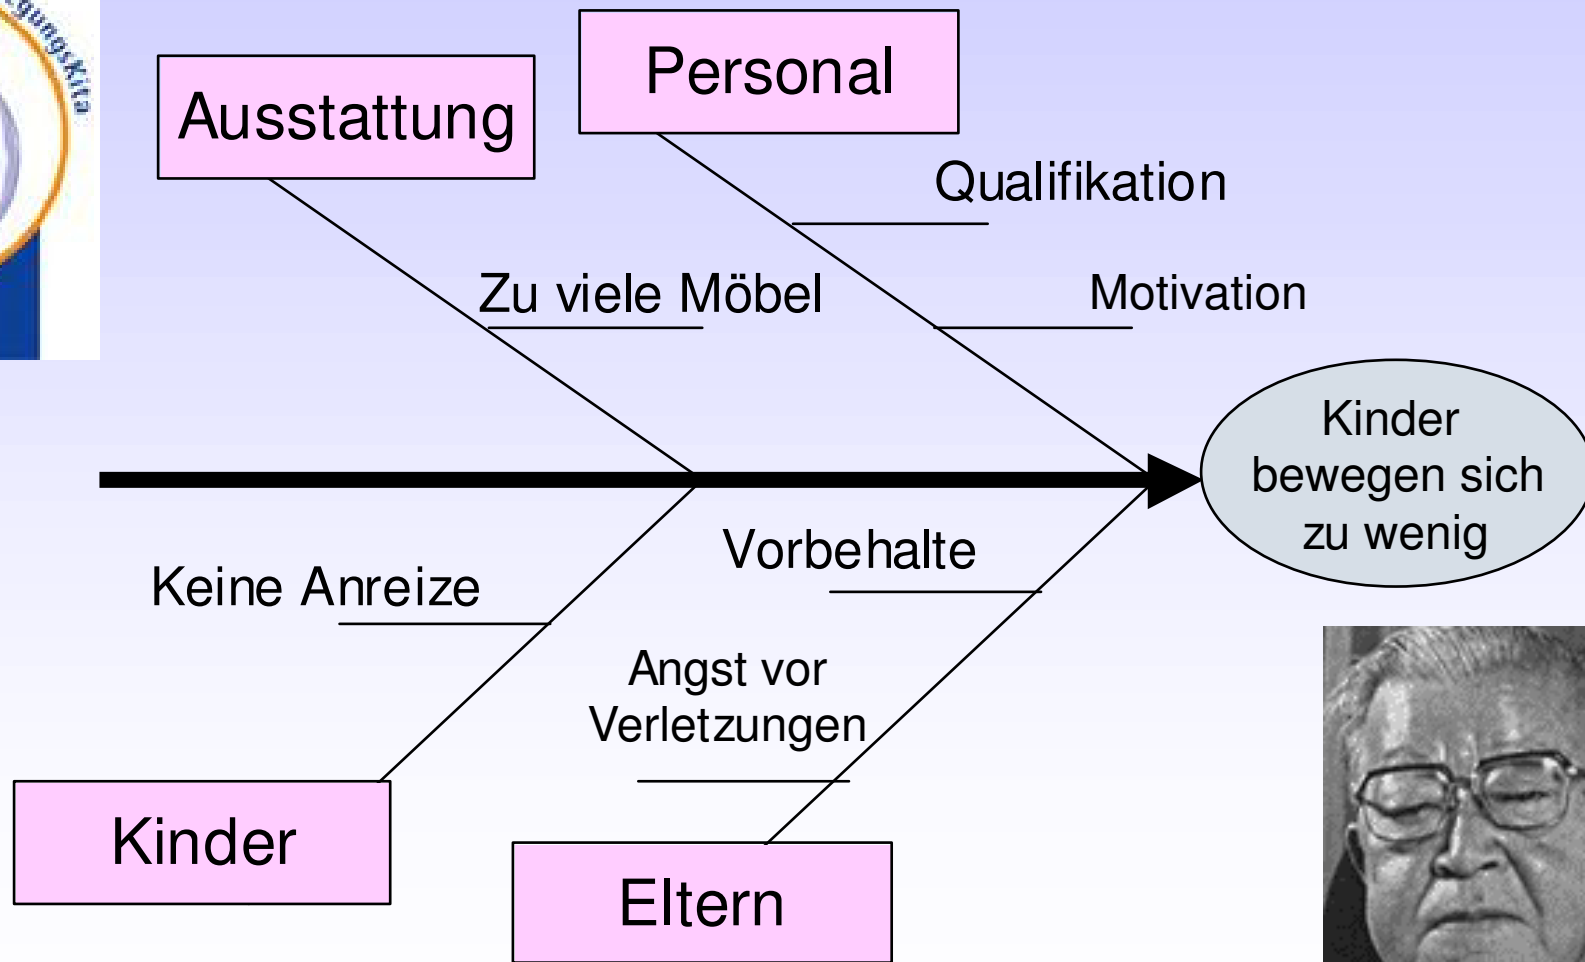 Ausstattung
Personal
Qualifikation
Zu viele Möbel
Motivation
Kinder
bewegen sich
zu wenig
Vorbehalte
Keine Anreize
Angst vor
Verletzungen
Kinder
Eltern